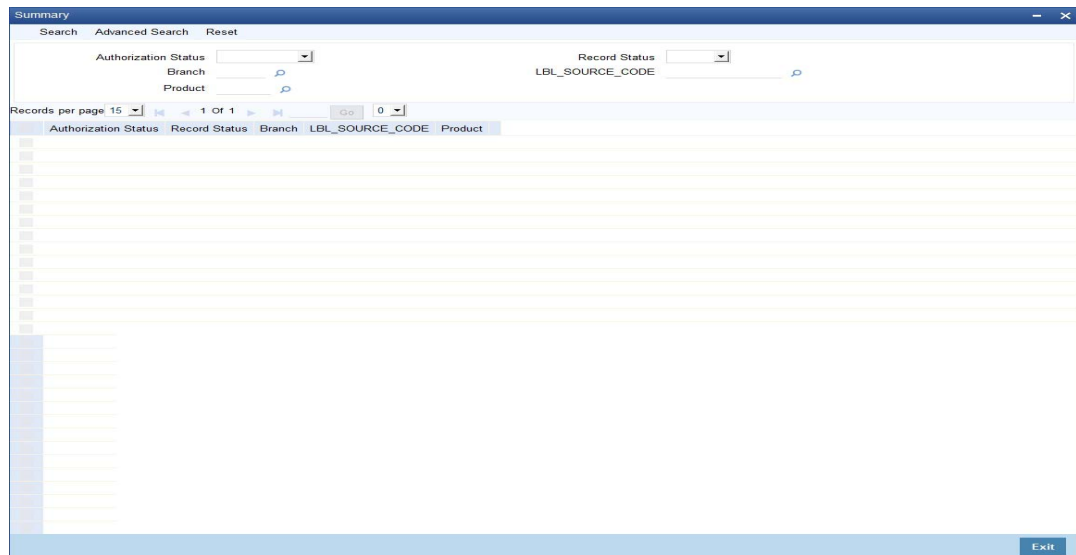 Summary
Search Advanced Search Reset
Authorization Status Record Status
Branch LBL_SOURCE_CODE
Product
Records per page 15 1 Of 1 Go 0
Authorization Status Record Status Branch LBL_SOURCE_CODE Product
Exit